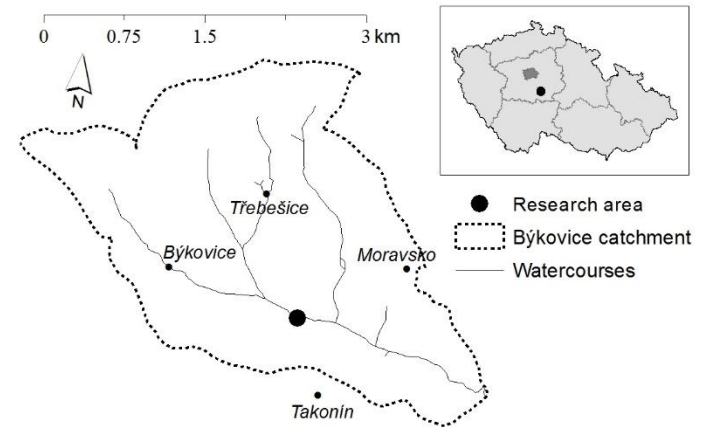 0 0.75 1.5 3 km
N
Třebešice
Býkovice
Moravsko
Takonín
Research area
Býkovice catchment
Watercourses